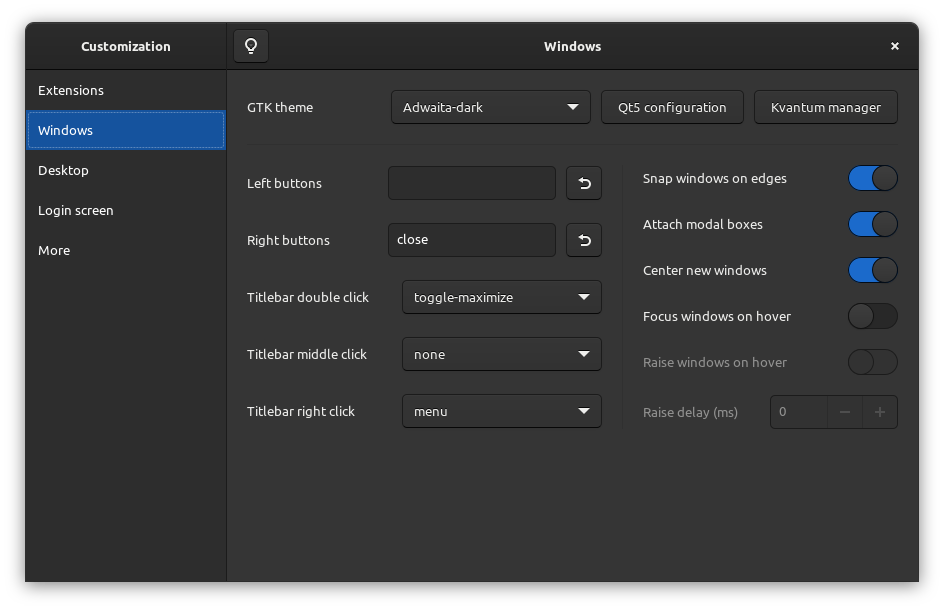 Customization
Windows
Extensions
Windows
Desktop
Login screen
More
GTK theme
Adwaita-dark
Qt5 configuration
Kvantum manager
Left buttons
Right buttons
close
Titlebar double click
toggle-maximize
Titlebar middle click
none
Titlebar right click
menu
Snap windows on edges
Attach modal boxes
Center new windows
Focus windows on hover
Raise windows on hover
Raise delay (ms)
0